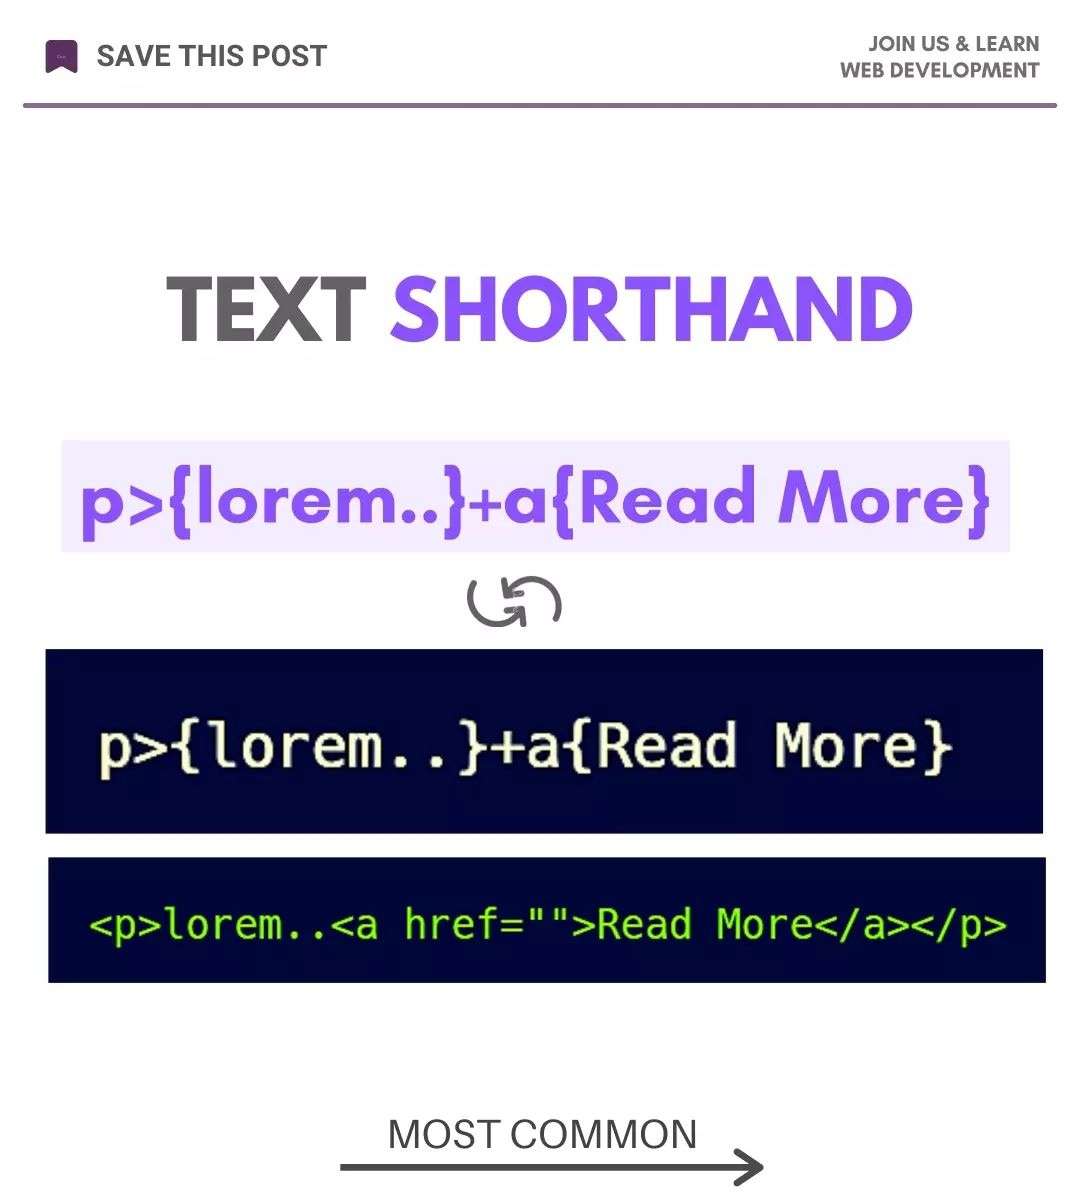 SAVE THIS POST
JOIN US & LEARN
WEB DEVELOPMENT
TEXT SHORTHAND
p>{lorem..}+a{Read More}
p>{lorem..}+a{Read More}
<p>lorem..<a href="">Read More</a></p>
MOST COMMON